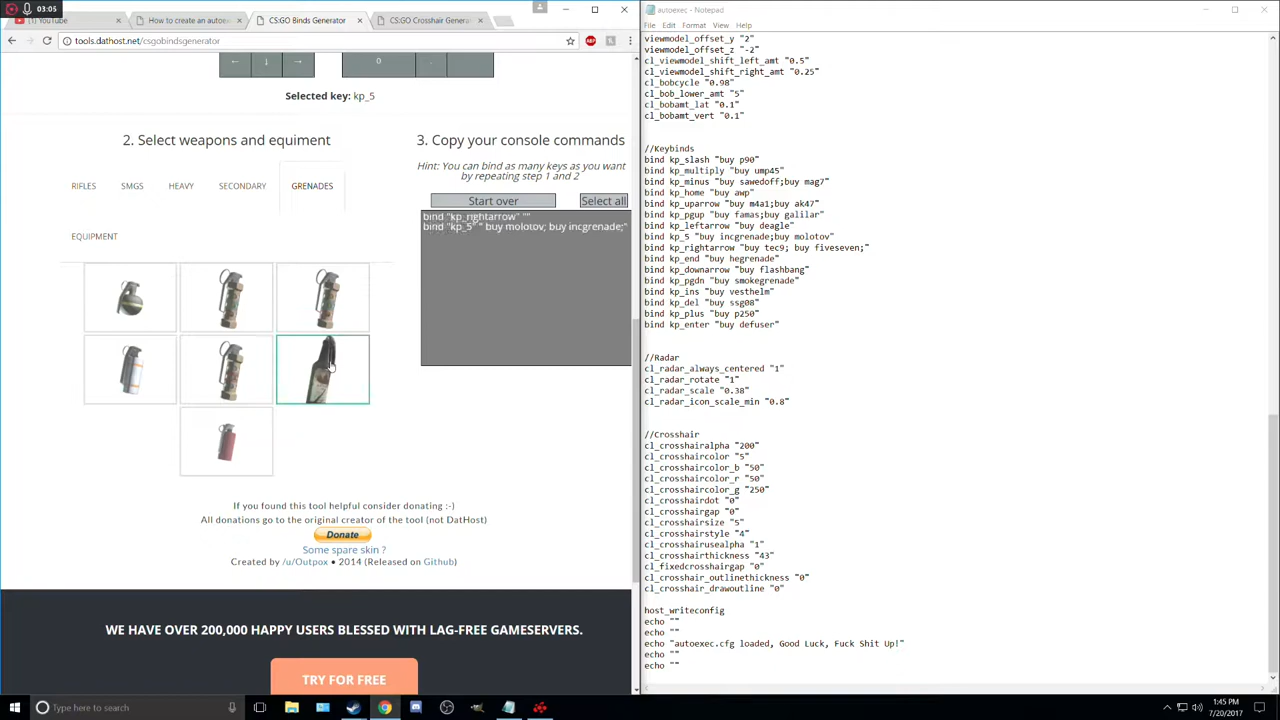 03:05
(1) YouTube
How to create an autoex
CS:GO Binds Generator
CS:GO Crosshair Genera
tools.dathost.net/csgobindsgenerator
0
.
Selected key: kp_5
2. Select weapons and equiment
RIFLES
SMGS
HEAVY
SECONDARY
GRENADES
EQUIPMENT
3. Copy your console commands
Hint: You can bind as many keys as you want
by repeating step 1 and 2
Start over
Select all
bind "kp_rightarrow" ""
bind "kp_5" " buy molotov; buy incgrenade;"
If you found this tool helpful consider donating :-)
All donations go to the original creator of the tool (not DatHost)
Donate
Some spare skin ?
Created by /u/Outpox • 2014 (Released on Github)
WE HAVE OVER 200,000 HAPPY USERS BLESSED WITH LAG-FREE GAMESERVERS.
TRY FOR FREE
autoexec - Notepad
File Edit Format View Help
viewmodel_offset_y "2"
viewmodel_offset_z "-2"
cl_viewmodel_shift_left_amt "0.5"
cl_viewmodel_shift_right_amt "0.25"
cl_bobcycle "0.98"
cl_bob_lower_amt "5"
cl_bobamt_lat "0.1"
cl_bobamt_vert "0.1"
//Keybinds
bind kp_slash "buy p90"
bind kp_multiply "buy ump45"
bind kp_minus "buy sawedoff;buy mag7"
bind kp_home "buy awp"
bind kp_uparrow "buy m4a1;buy ak47"
bind kp_pgup "buy famas;buy galilar"
bind kp_leftarrow "buy deagle"
bind kp_5 "buy incgrenade;buy molotov"
bind kp_rightarrow "buy tec9; buy fiveseven;"
bind kp_end "buy hegrenade"
bind kp_downarrow "buy flashbang"
bind kp_pgdn "buy smokegrenade"
bind kp_ins "buy vesthelm"
bind kp_del "buy ssg08"
bind kp_plus "buy p250"
bind kp_enter "buy defuser"
//Radar
cl_radar_always_centered "1"
cl_radar_rotate "1"
cl_radar_scale "0.38"
cl_radar_icon_scale_min "0.8"
//Crosshair
cl_crosshairalpha "200"
cl_crosshaircolor "5"
cl_crosshaircolor_b "50"
cl_crosshaircolor_r "50"
cl_crosshaircolor_g "250"
cl_crosshairdot "0"
cl_crosshairgap "0"
cl_crosshairsize "5"
cl_crosshairstyle "4"
cl_crosshairusealpha "1"
cl_crosshairthickness "43"
cl_fixedcrosshairgap "0"
cl_crosshair_outlinethickness "0"
cl_crosshair_drawoutline "0"
host_writeconfig
echo ""
echo ""
echo "autoexec.cfg loaded, Good Luck, Fuck Shit Up!"
echo ""
echo ""
Type here to search
1:45 PM
7/20/2017